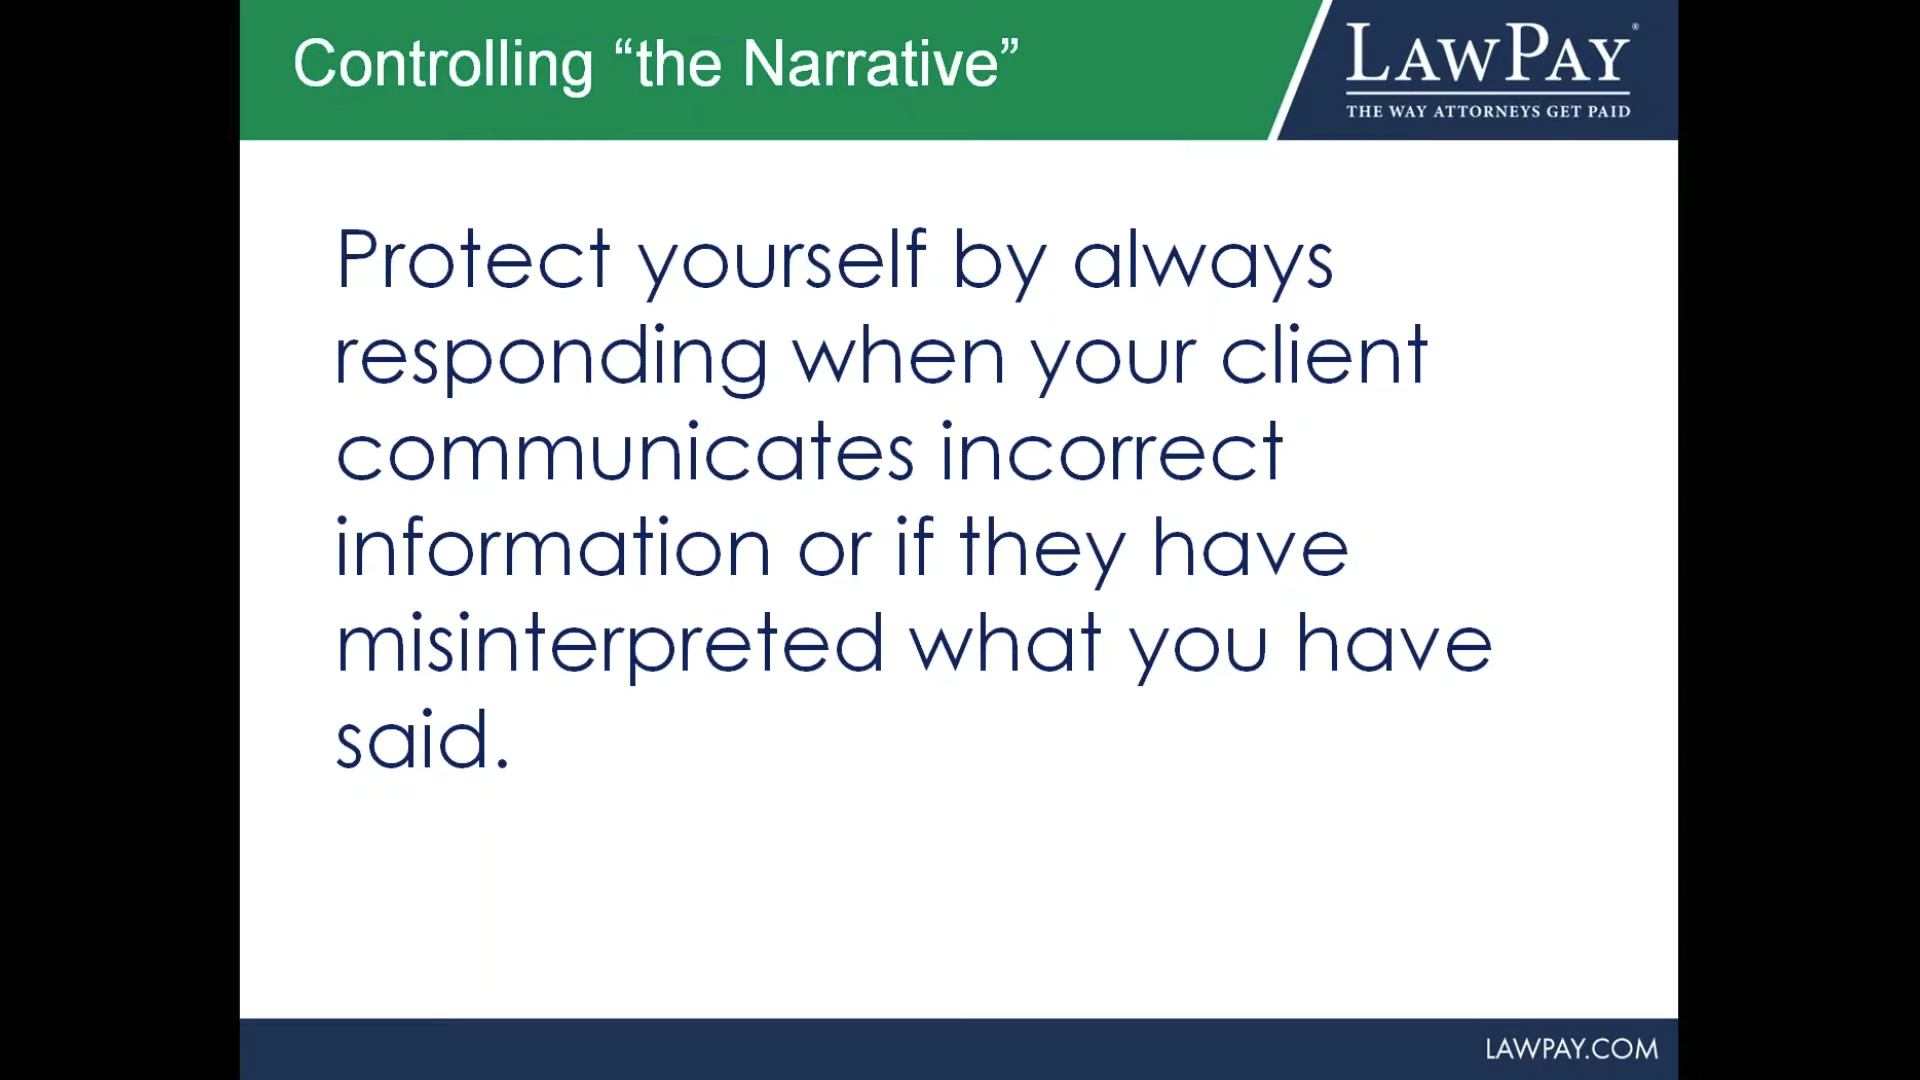 Controlling “the Narrative”
LAWPAY®
THE WAY ATTORNEYS GET PAID
Protect yourself by always
responding when your client
communicates incorrect
information or if they have
misinterpreted what you have
said.
LAWPAY.COM